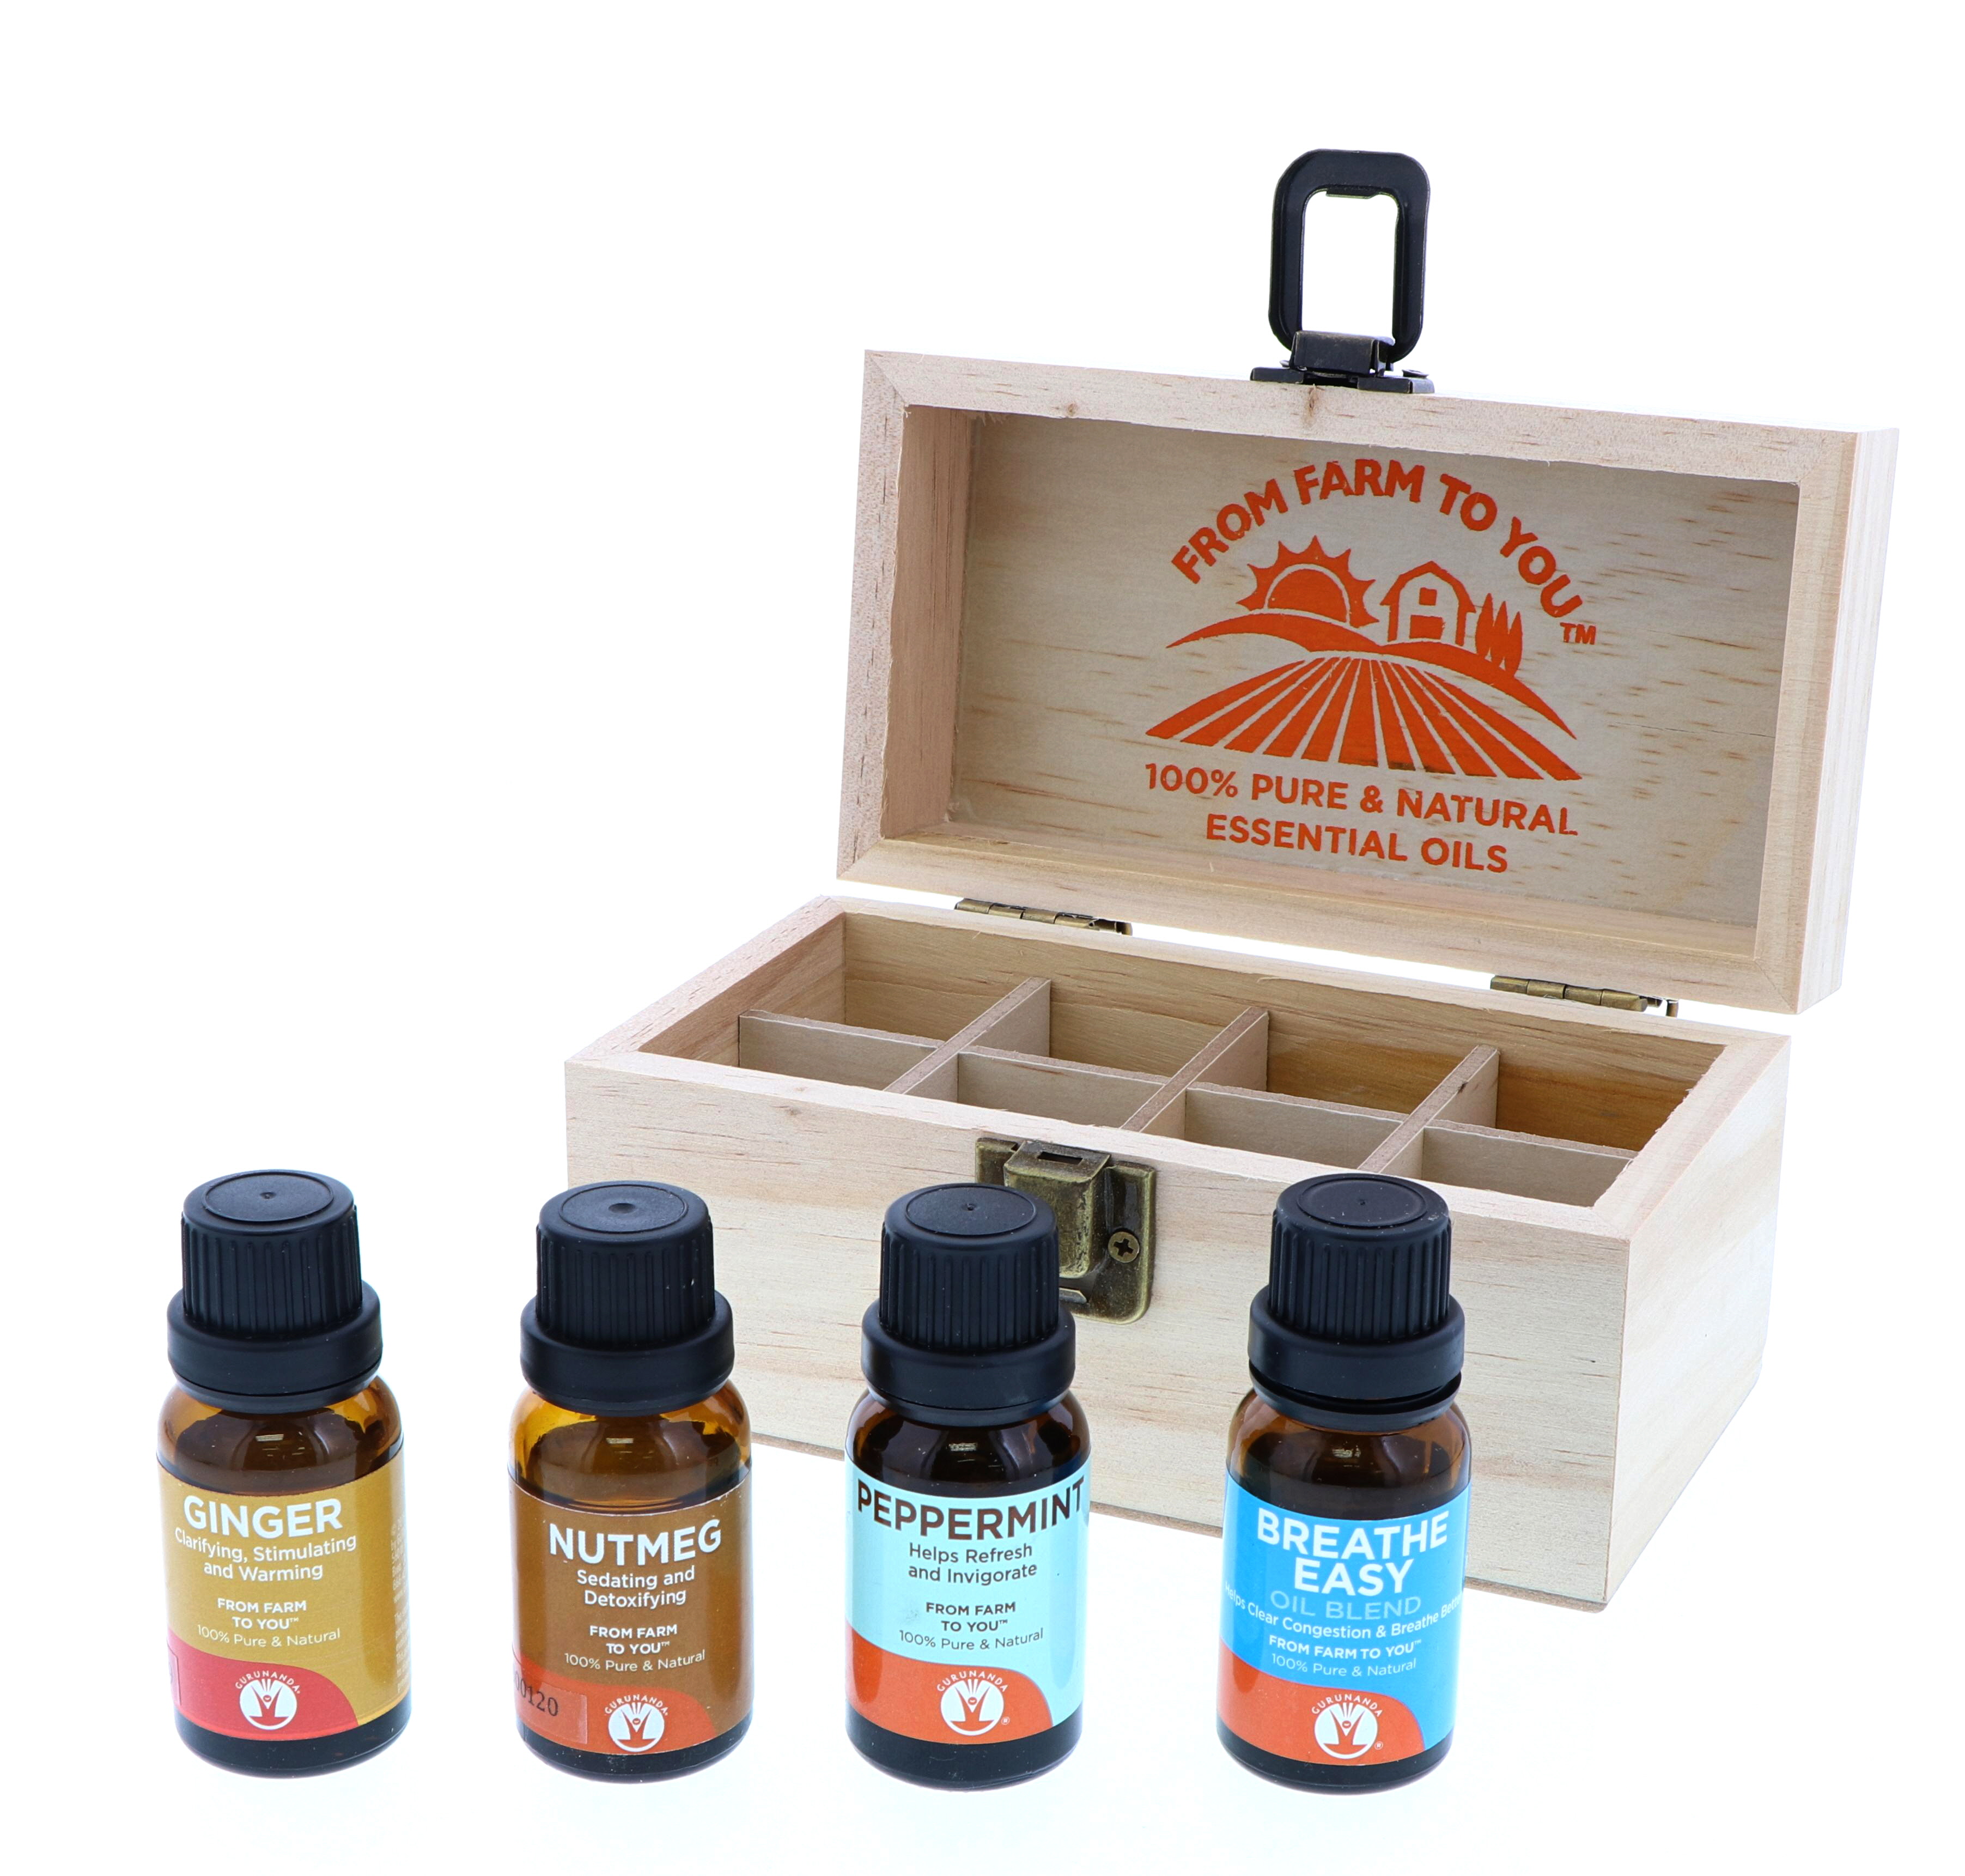 FROM FARM TO YOU™
100% PURE & NATURAL
ESSENTIAL OILS
GINGER
Clarifying, Stimulating
and Warming
FROM FARM
TO YOU™
100% Pure & Natural
GURUNANDA®
NUTMEG
Sedating and
Detoxifying
FROM FARM
TO YOU™
100% Pure & Natural
00120
GURUNANDA®
PEPPERMINT
Helps Refresh
and Invigorate
FROM FARM
TO YOU™
100% Pure & Natural
GURUNANDA
®
BREATHE
EASY
OIL BLEND
Helps Clear Congestion & Breathe Better
FROM FARM TO YOU™
100% Pure & Natural
GURUNANDA
®